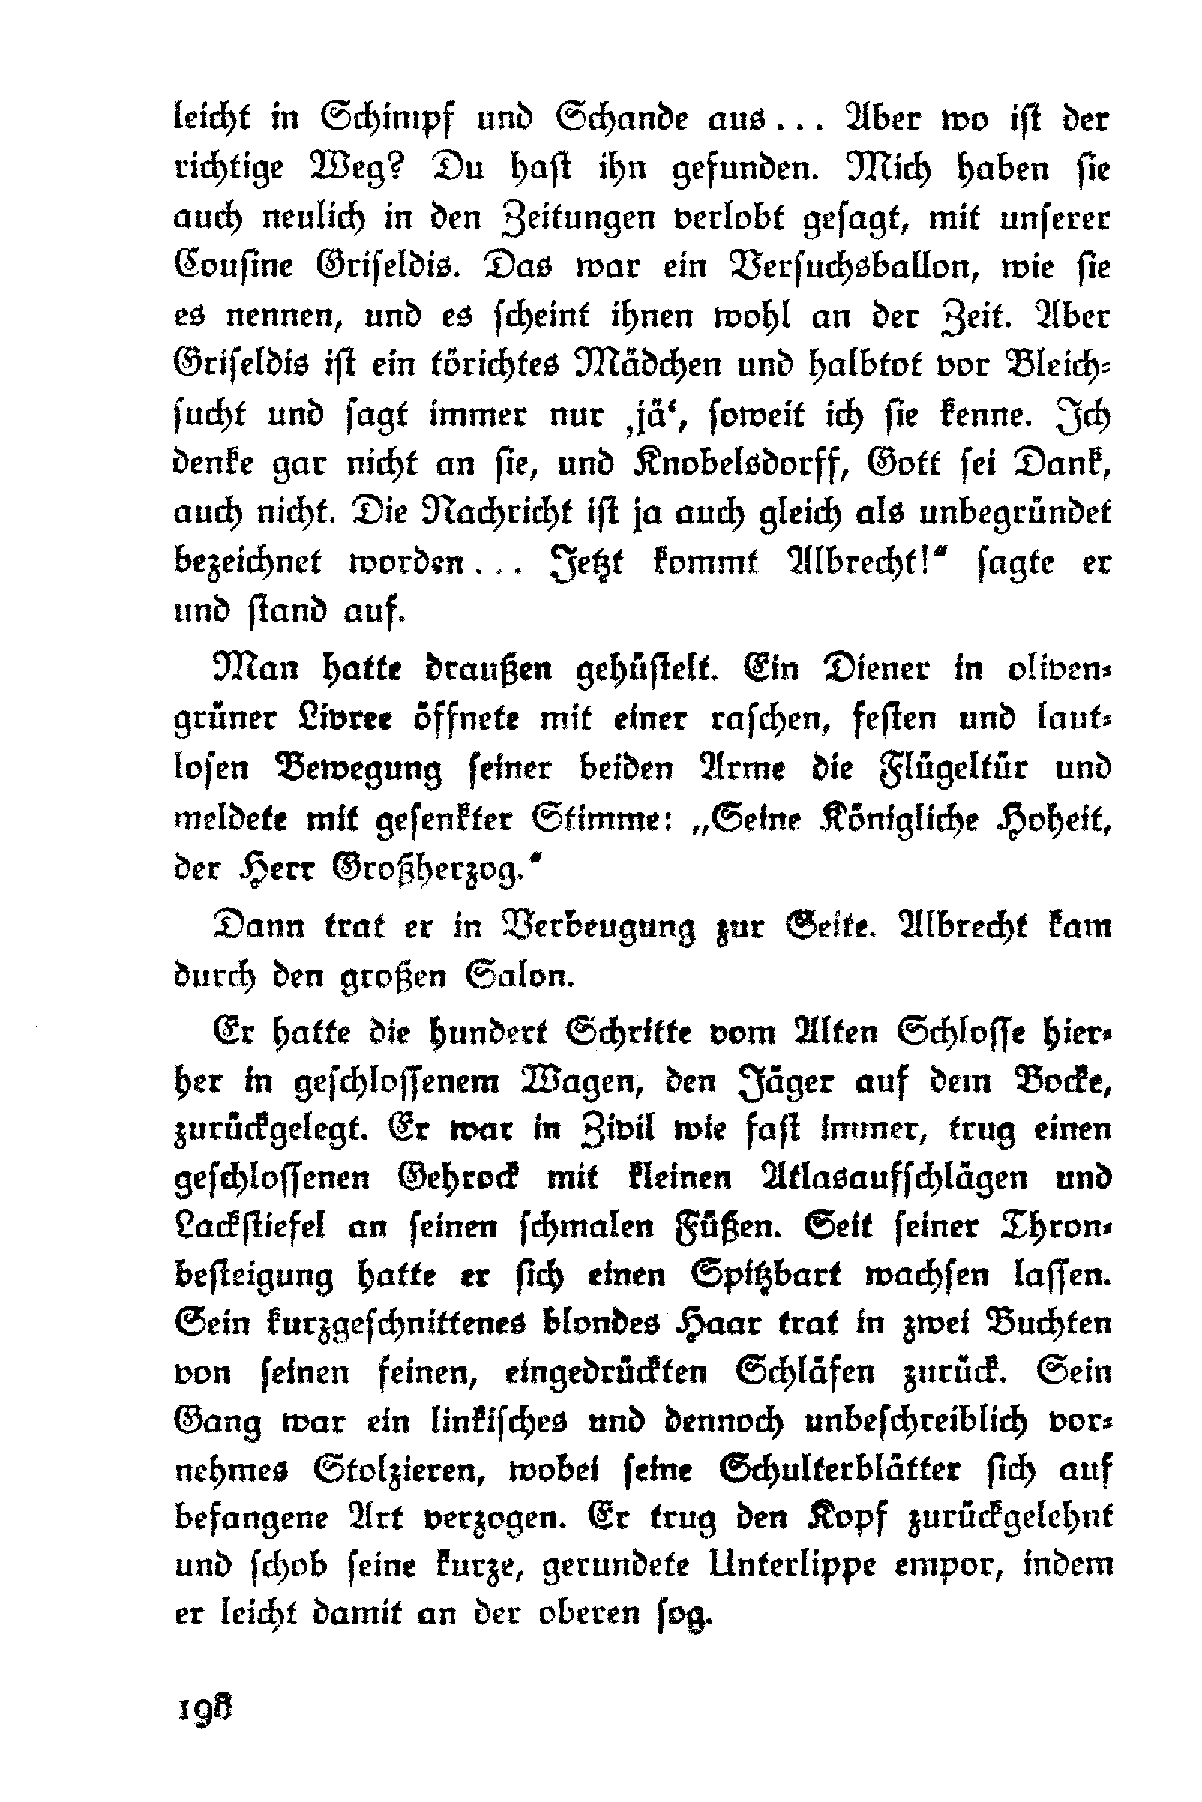 leicht in Schimpf und Schande aus... Aber wo ist der
richtige Weg? Du hast ihn gefunden. Mich haben sie
auch neulich in den Zeitungen verlobt gesagt, mit unserer
Cousine Griseldis. Das war ein Versuchsballon, wie sie
es nennen, und es scheint ihnen wohl an der Zeit. Aber
Griseldis ist ein törichtes Mädchen und halbtot vor Bleich-
sucht und sagt immer nur ‚jä‘, soweit ich sie kenne. Ich
denke gar nicht an sie, und Knobelsdorff, Gott sei Dank,
auch nicht. Die Nachricht ist ja auch gleich als unbegründet
bezeichnet worden... Jetzt kommt Albrecht!“ sagte er
und stand auf.
Man hatte draußen gehüstelt. Ein Diener in oliven-
grüner Livree öffnete mit einer raschen, festen und laut-
losen Bewegung seiner beiden Arme die Flügeltür und
meldete mit gesenkter Stimme: „Seine Königliche Hoheit,
der Herr Großherzog.“
Dann trat er in Verbeugung zur Seite. Albrecht kam
durch den großen Salon.
Er hatte die hundert Schritte vom Alten Schlosse hier-
her in geschlossenem Wagen, den Jäger auf dem Bocke,
zurückgelegt. Er war in Zivil wie fast immer, trug einen
geschlossenen Gehrock mit kleinen Atlasaufschlägen und
Lackstiefel an seinen schmalen Füßen. Seit seiner Thron-
besteigung hatte er sich einen Spitzbart wachsen lassen.
Sein kurzgeschnittenes blondes Haar trat in zwei Buchten
von seinen feinen, eingedrückten Schläfen zurück. Sein
Gang war ein linkisches und dennoch unbeschreiblich vor-
nehmes Stolzieren, wobei seine Schulterblätter sich auf
befangene Art verzogen. Er trug den Kopf zurückgelehnt
und schob seine kurze, gerundete Unterlippe empor, indem
er leicht damit an der oberen sog.
198